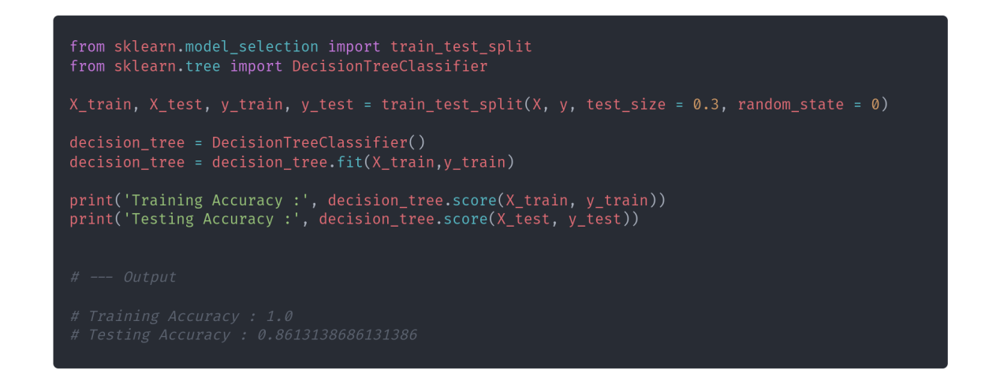 from sklearn.model_selection import train_test_split
from sklearn.tree import DecisionTreeClassifier
X_train, X_test, y_train, y_test = train_test_split(X, y, test_size = 0.3, random_state = 0)
decision_tree = DecisionTreeClassifier()
decision_tree = decision_tree.fit(X_train,y_train)
print('Training Accuracy :', decision_tree.score(X_train, y_train))
print('Testing Accuracy :', decision_tree.score(X_test, y_test))
# --- Output
# Training Accuracy : 1.0
# Testing Accuracy : 0.8613138686131386